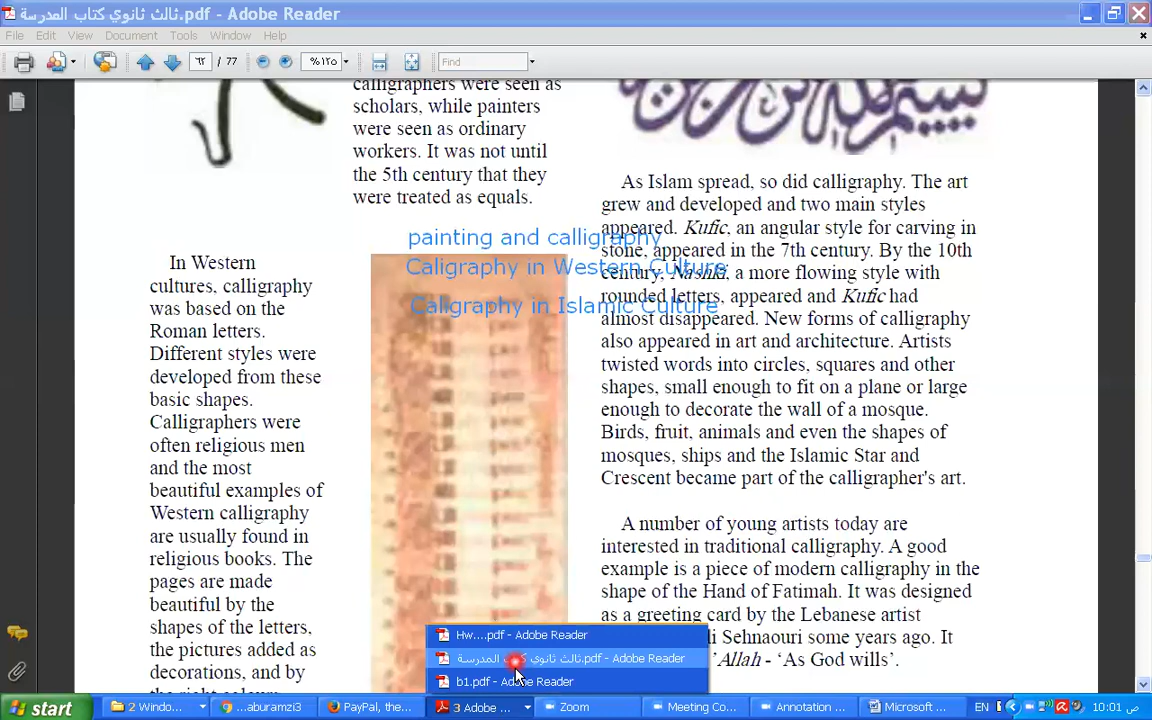 ثالث ثانوي كتاب المدرسة.pdf - Adobe Reader
File Edit View Document Tools Window Help
٦٢ / 77 %١٢٥ Find
calligraphers were seen as
scholars, while painters
were seen as ordinary
workers. It was not until
the 5th century that they
were treated as equals.
In Western
cultures, calligraphy
was based on the
Roman letters.
Different styles were
developed from these
basic shapes.
Calligraphers were
often religious men
and the most
beautiful examples of
Western calligraphy
are usually found in
religious books. The
pages are made
beautiful by the
shapes of the letters,
the pictures added as
decorations, and by
painting and calligraphy
Caligraphy in Western Culture
Caligraphy in Islamic Culture
As Islam spread, so did calligraphy. The art
grew and developed and two main styles
appeared. Kufic, an angular style for carving in
stone, appeared in the 7th century. By the 10th
century, Nashki, a more flowing style with
rounded letters, appeared and Kufic had
almost disappeared. New forms of calligraphy
also appeared in art and architecture. Artists
twisted words into circles, squares and other
shapes, small enough to fit on a plane or large
enough to decorate the wall of a mosque.
Birds, fruit, animals and even the shapes of
mosques, ships and the Islamic Star and
Crescent became part of the calligrapher's art.
A number of young artists today are
interested in traditional calligraphy. A good
example is a piece of modern calligraphy in the
shape of the Hand of Fatimah. It was designed
as a greeting card by the Lebanese artist
li Sehnaouri some years ago. It
'Allah - 'As God wills'.
Hw....pdf - Adobe Reader
ثالث ثانوي كتاب المدرسة.pdf - Adobe Reader
b1.pdf - Adobe Reader
start 2 Windo... ...aburamzi3 PayPal, the... 3 Adobe ... Zoom Meeting Co... Annotation ... Microsoft ... EN 10:01 ص